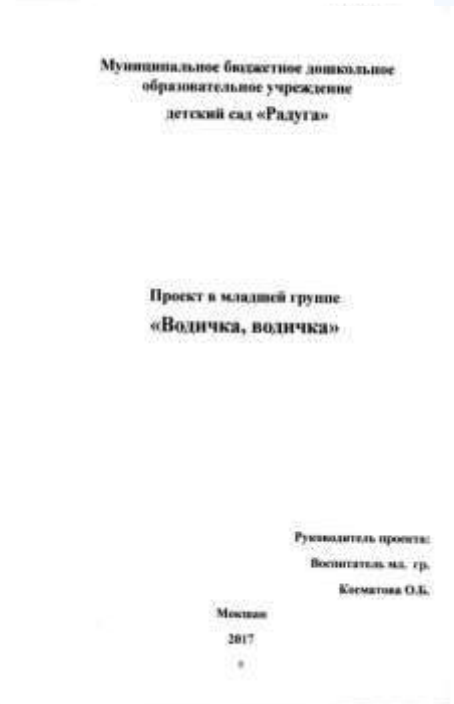 Муниципальное бюджетное дошкольное
образовательное учреждение
детский сад «Радуга»
Проект в младшей группе
«Водичка, водичка»
Руководитель проекта:
Воспитатель мл. гр.
Косматова О.Б.
Мокшан
2017